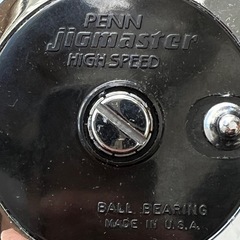 PENN
Jigmaster
HIGH SPEED
BALL BEARING
MADE IN U.S.A.